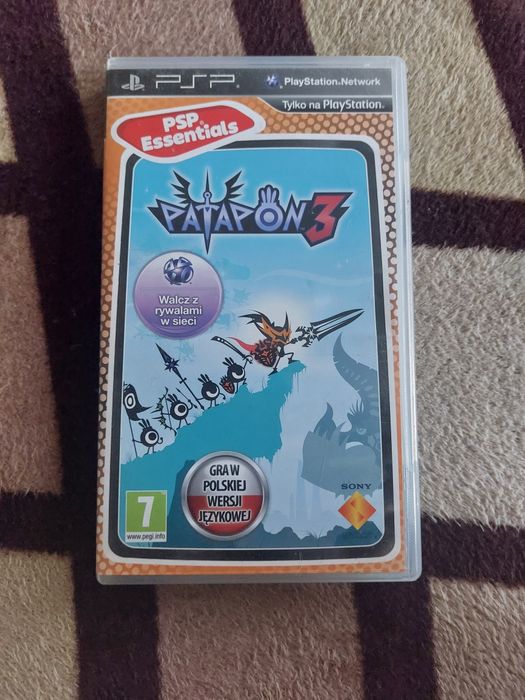 PSP
PlayStation®Network
Tylko na PlayStation®
PSP
Essentials
PATAPON 3
Walcz z
rywalami
w sieci
GRA W
POLSKIEJ
WERSJI
JĘZYKOWEJ
SONY
7
www.pegi.info